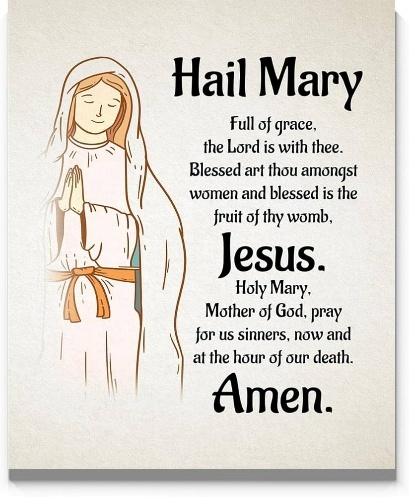 Hail Mary
Full of grace,
the Lord is with thee.
Blessed art thou amongst
women and blessed is the
fruit of thy womb,
Jesus.
Holy Mary,
Mother of God, pray
for us sinners, now and
at the hour of our death.
Amen.